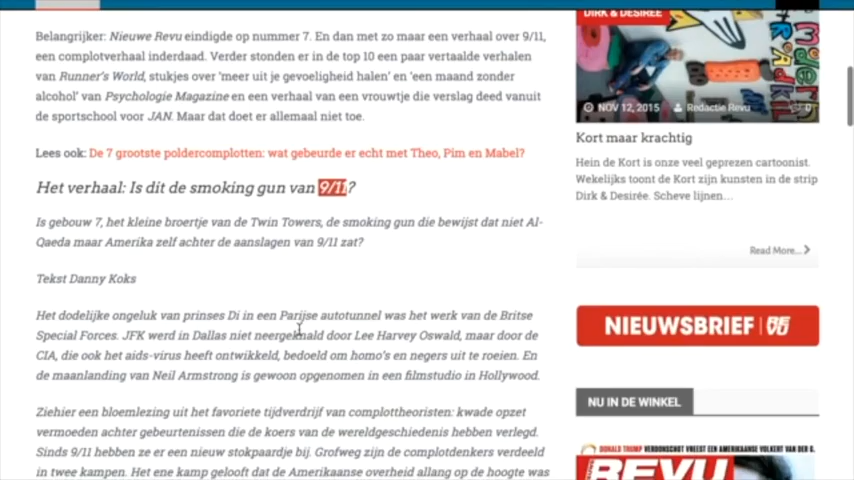 Belangrijker: Nieuwe Revu eindigde op nummer 7. En dan met zo maar een verhaal over 9/11,
een complotverhaal inderdaad. Verder stonden er in de top 10 een paar vertaalde verhalen
van Runner's World, stukjes over 'meer uit je gevoeligheid halen' en 'een maand zonder
alcohol' van Psychologie Magazine en een verhaal van een vrouwtje die verslag deed vanuit
de sportschool voor JAN. Maar dat doet er allemaal niet toe.
Lees ook: De 7 grootste poldercomplotten: wat gebeurde er echt met Theo, Pim en Mabel?
Het verhaal: Is dit de smoking gun van 9/11?
Is gebouw 7, het kleine broertje van de Twin Towers, de smoking gun die bewijst dat niet Al-
Qaeda maar Amerika zelf achter de aanslagen van 9/11 zat?
Tekst Danny Koks
Het dodelijke ongeluk van prinses Di in een Parijse autotunnel was het werk van de Britse
Special Forces. JFK werd in Dallas niet neergeknald door Lee Harvey Oswald, maar door de
CIA, die ook het aids-virus heeft ontwikkeld, bedoeld om homo's en negers uit te roeien. En
de maanlanding van Neil Armstrong is gewoon opgenomen in een filmstudio in Hollywood.
Ziehier een bloemlezing uit het favoriete tijdverdrijf van complottheoristen: kwade opzet
vermoeden achter gebeurtenissen die de koers van de wereldgeschiedenis hebben verlegd.
Sinds 9/11 hebben ze er een nieuw stokpaardje bij. Grofweg zijn de complotdenkers verdeeld
in twee kampen. Het ene kamp gelooft dat de Amerikaanse overheid allang op de hoogte was
DIRK & DESIREE
NOV 12, 2015 Redactie Revu 0
Kort maar krachtig
Hein de Kort is onze veel geprezen cartoonist.
Wekelijks toont de Kort zijn kunsten in de strip
Dirk & Desirée. Scheve lijnen...
Read More...
NIEUWSBRIEF REVU
NU IN DE WINKEL
DONALD TRUMP VERDONSCHOT VREEST EEN AMERIKAANSE VOLKERT VAN DER G.
REVU